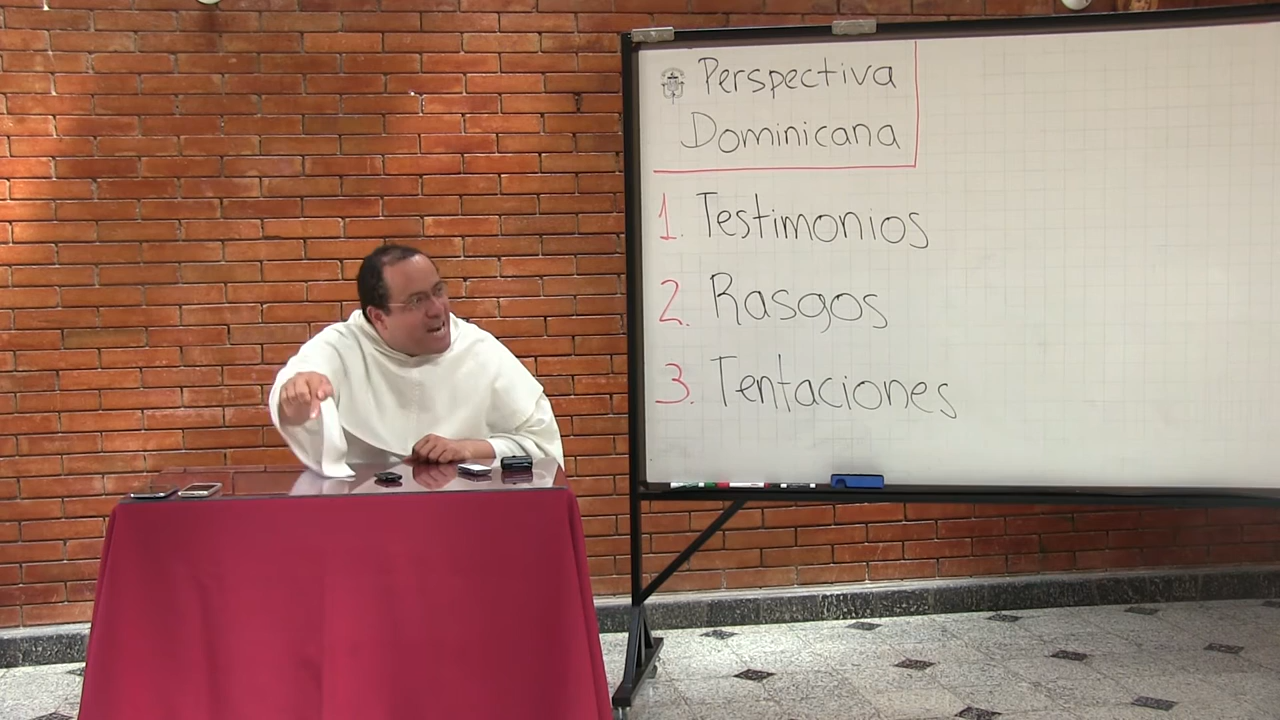 Perspectiva
Dominicana
1. Testimonios
2. Rasgos
3. Tentaciones